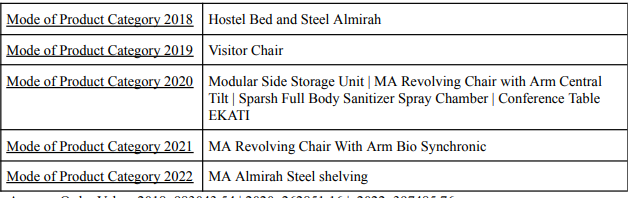 Mode of Product Category 2018 Hostel Bed and Steel Almirah
Mode of Product Category 2019 Visitor Chair
Mode of Product Category 2020 Modular Side Storage Unit | MA Revolving Chair with Arm Central
Tilt | Sparsh Full Body Sanitizer Spray Chamber | Conference Table
EKATI
Mode of Product Category 2021 MA Revolving Chair With Arm Bio Synchronic
Mode of Product Category 2022 MA Almirah Steel shelving